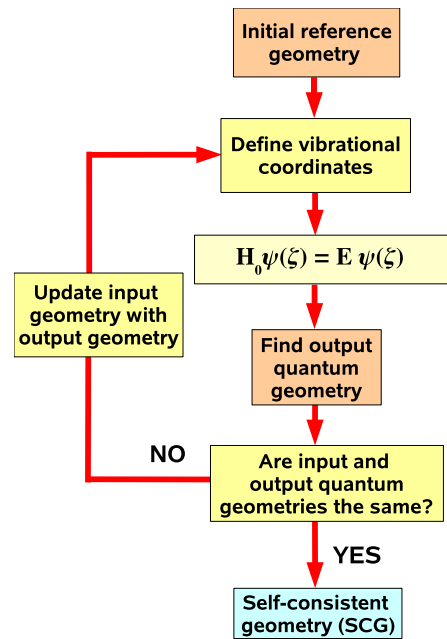 Initial reference
geometry
Define vibrational
coordinates
H₀ψ(ζ) = E ψ(ζ)
Update input
geometry with
output geometry
Find output
quantum
geometry
NO
Are input and
output quantum
geometries the same?
YES
Self-consistent
geometry (SCG)